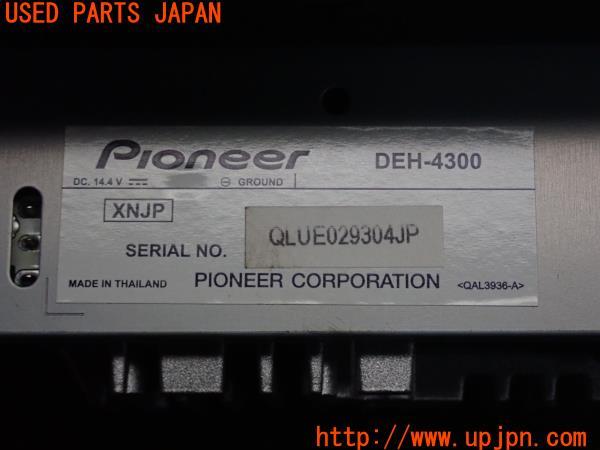 USED PARTS JAPAN
Pioneer DEH-4300
DC. 14.4 V ⎓ ⊖ GROUND
XNJP
SERIAL NO. QLUE029304JP
MADE IN THAILAND PIONEER CORPORATION <QAL3936-A>
http://www.upjpn.com/